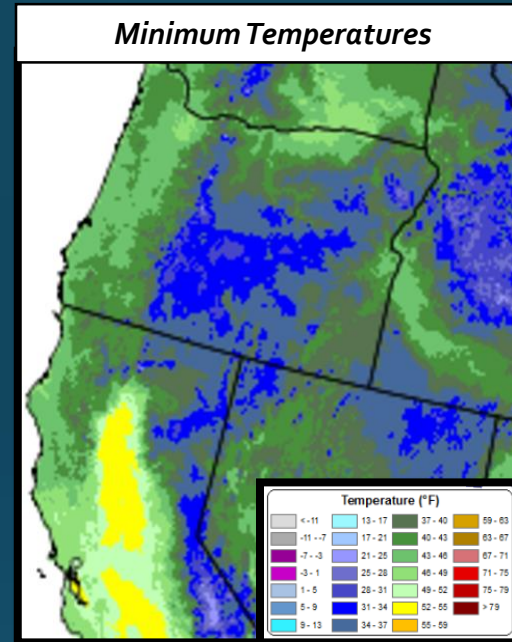 Minimum Temperatures
Temperature (°F)
< -11
-11 - -7
-7 - -3
-3 - 1
1 - 5
5 - 9
9 - 13
13 - 17
17 - 21
21 - 25
25 - 28
28 - 31
31 - 34
34 - 37
37 - 40
40 - 43
43 - 46
46 - 49
49 - 52
52 - 55
55 - 59
59 - 63
63 - 67
67 - 71
71 - 75
75 - 79
> 79